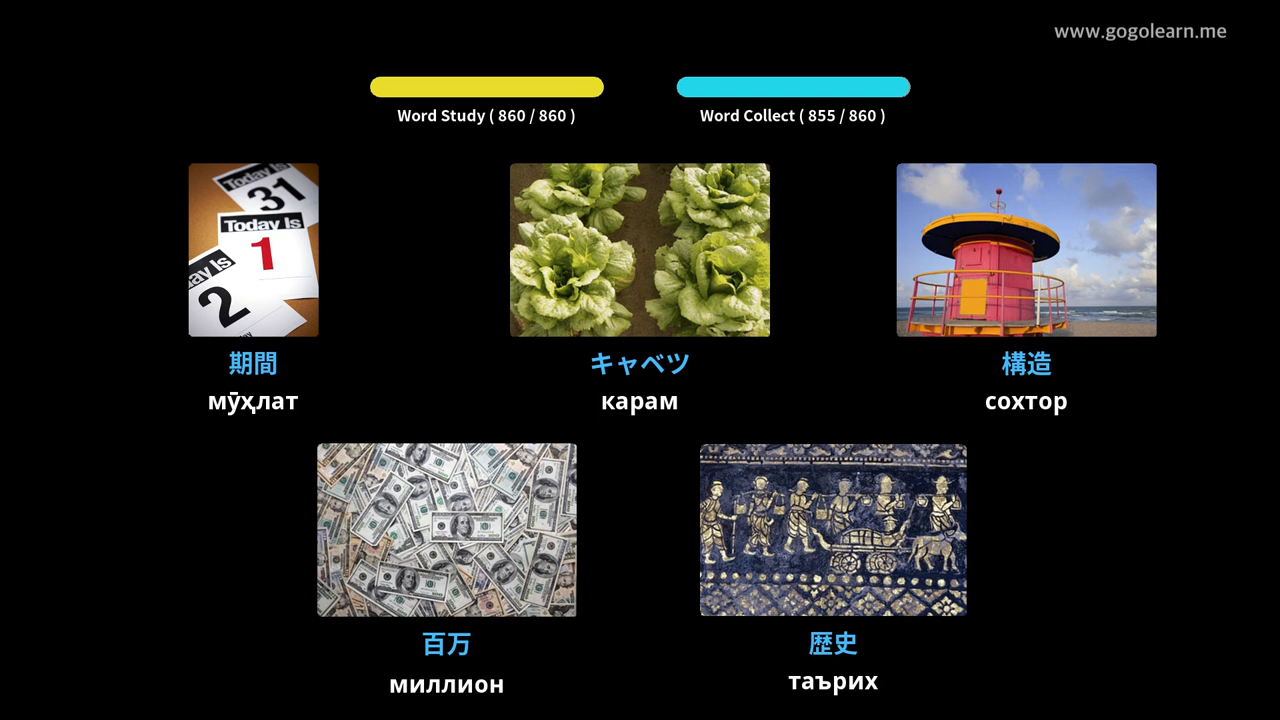 www.gogolearn.me
Word Study ( 860 / 860 )
Word Collect ( 855 / 860 )
Today Is
31
Today Is
1
ay Is
2
期間
мӯҳлат
キャベツ
карам
構造
сохтор
百万
миллион
歴史
таърих